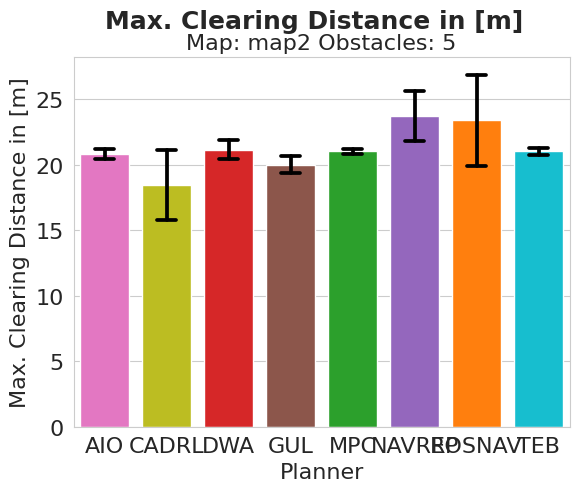 Max. Clearing Distance in [m]
Map: map2 Obstacles: 5
Max. Clearing Distance in [m]
25
20
15
10
5
0
AIO CADRL DWA GUL MPC NAVREP ROSNAV TEB
Planner